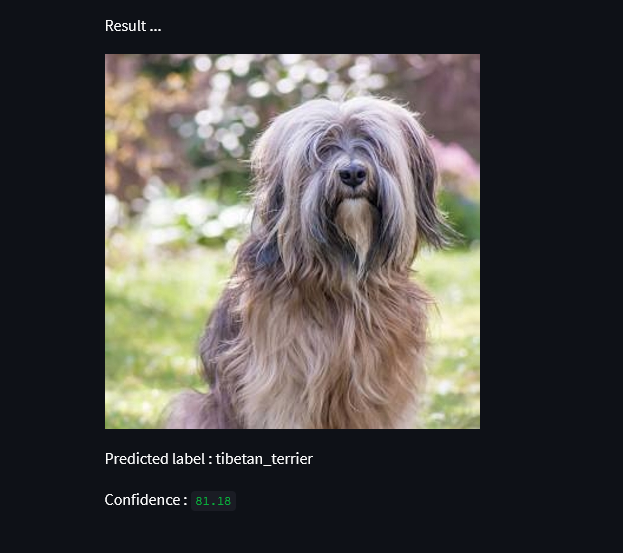 Result ...
Predicted label : tibetan_terrier
Confidence : 81.18